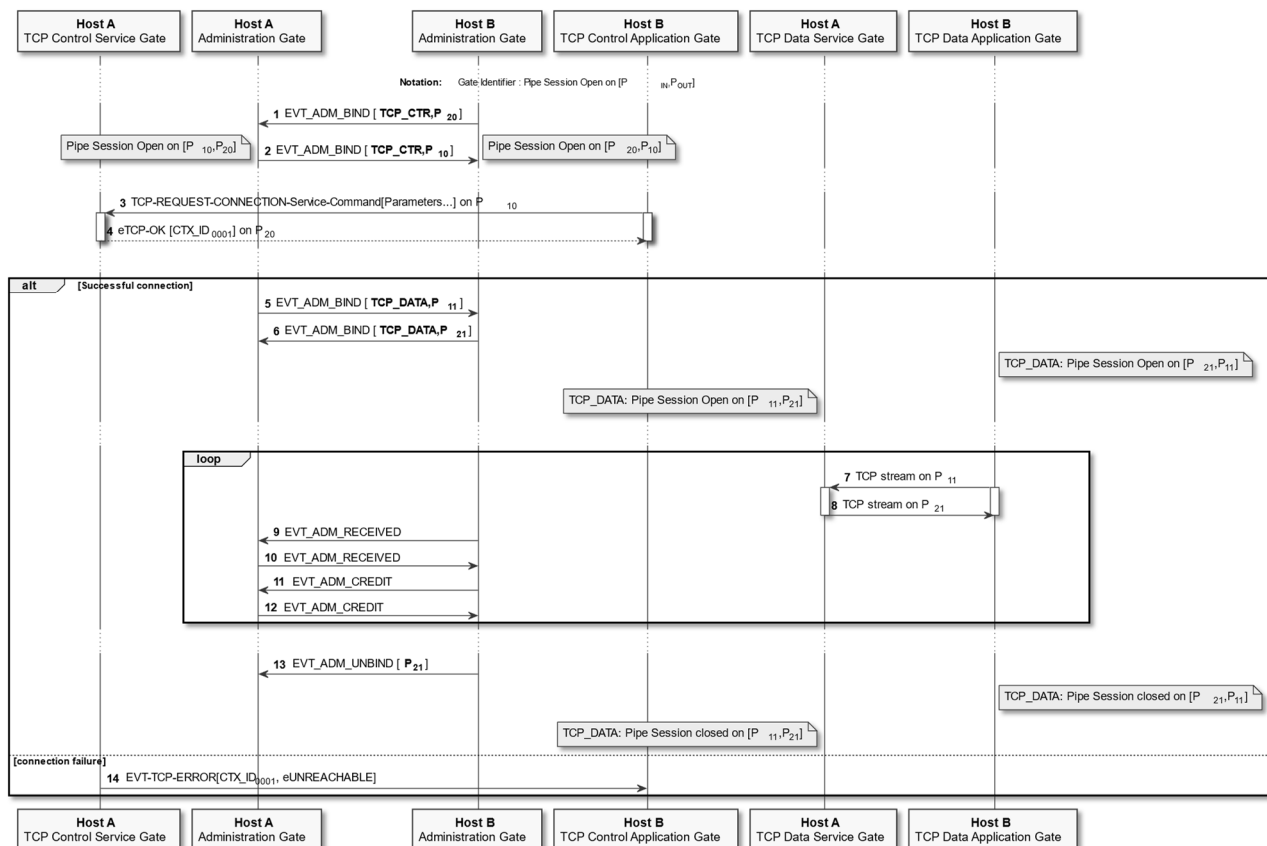 Host A
TCP Control Service Gate
Host A
Administration Gate
Host B
Administration Gate
Host B
TCP Control Application Gate
Host A
TCP Data Service Gate
Host B
TCP Data Application Gate
Notation: Gate Identifier : Pipe Session Open on [P IN,POUT]
1 EVT_ADM_BIND [ TCP_CTR,P 20]
Pipe Session Open on [P 10,P20]
2 EVT_ADM_BIND [ TCP_CTR,P 10]
Pipe Session Open on [P 20,P10]
3 TCP-REQUEST-CONNECTION-Service-Command[Parameters...] on P 10
4 eTCP-OK [CTX_ID0001] on P20
alt [Successful connection]
5 EVT_ADM_BIND [ TCP_DATA,P 11]
6 EVT_ADM_BIND [ TCP_DATA,P 21]
TCP_DATA: Pipe Session Open on [P 21,P11]
TCP_DATA: Pipe Session Open on [P 11,P21]
loop
7 TCP stream on P 11
8 TCP stream on P 21
9 EVT_ADM_RECEIVED
10 EVT_ADM_RECEIVED
11 EVT_ADM_CREDIT
12 EVT_ADM_CREDIT
13 EVT_ADM_UNBIND [ P21]
TCP_DATA: Pipe Session closed on [P 21,P11]
TCP_DATA: Pipe Session closed on [P 11,P21]
[connection failure]
14 EVT-TCP-ERROR[CTX_ID0001, eUNREACHABLE]
Host A
TCP Control Service Gate
Host A
Administration Gate
Host B
Administration Gate
Host B
TCP Control Application Gate
Host A
TCP Data Service Gate
Host B
TCP Data Application Gate